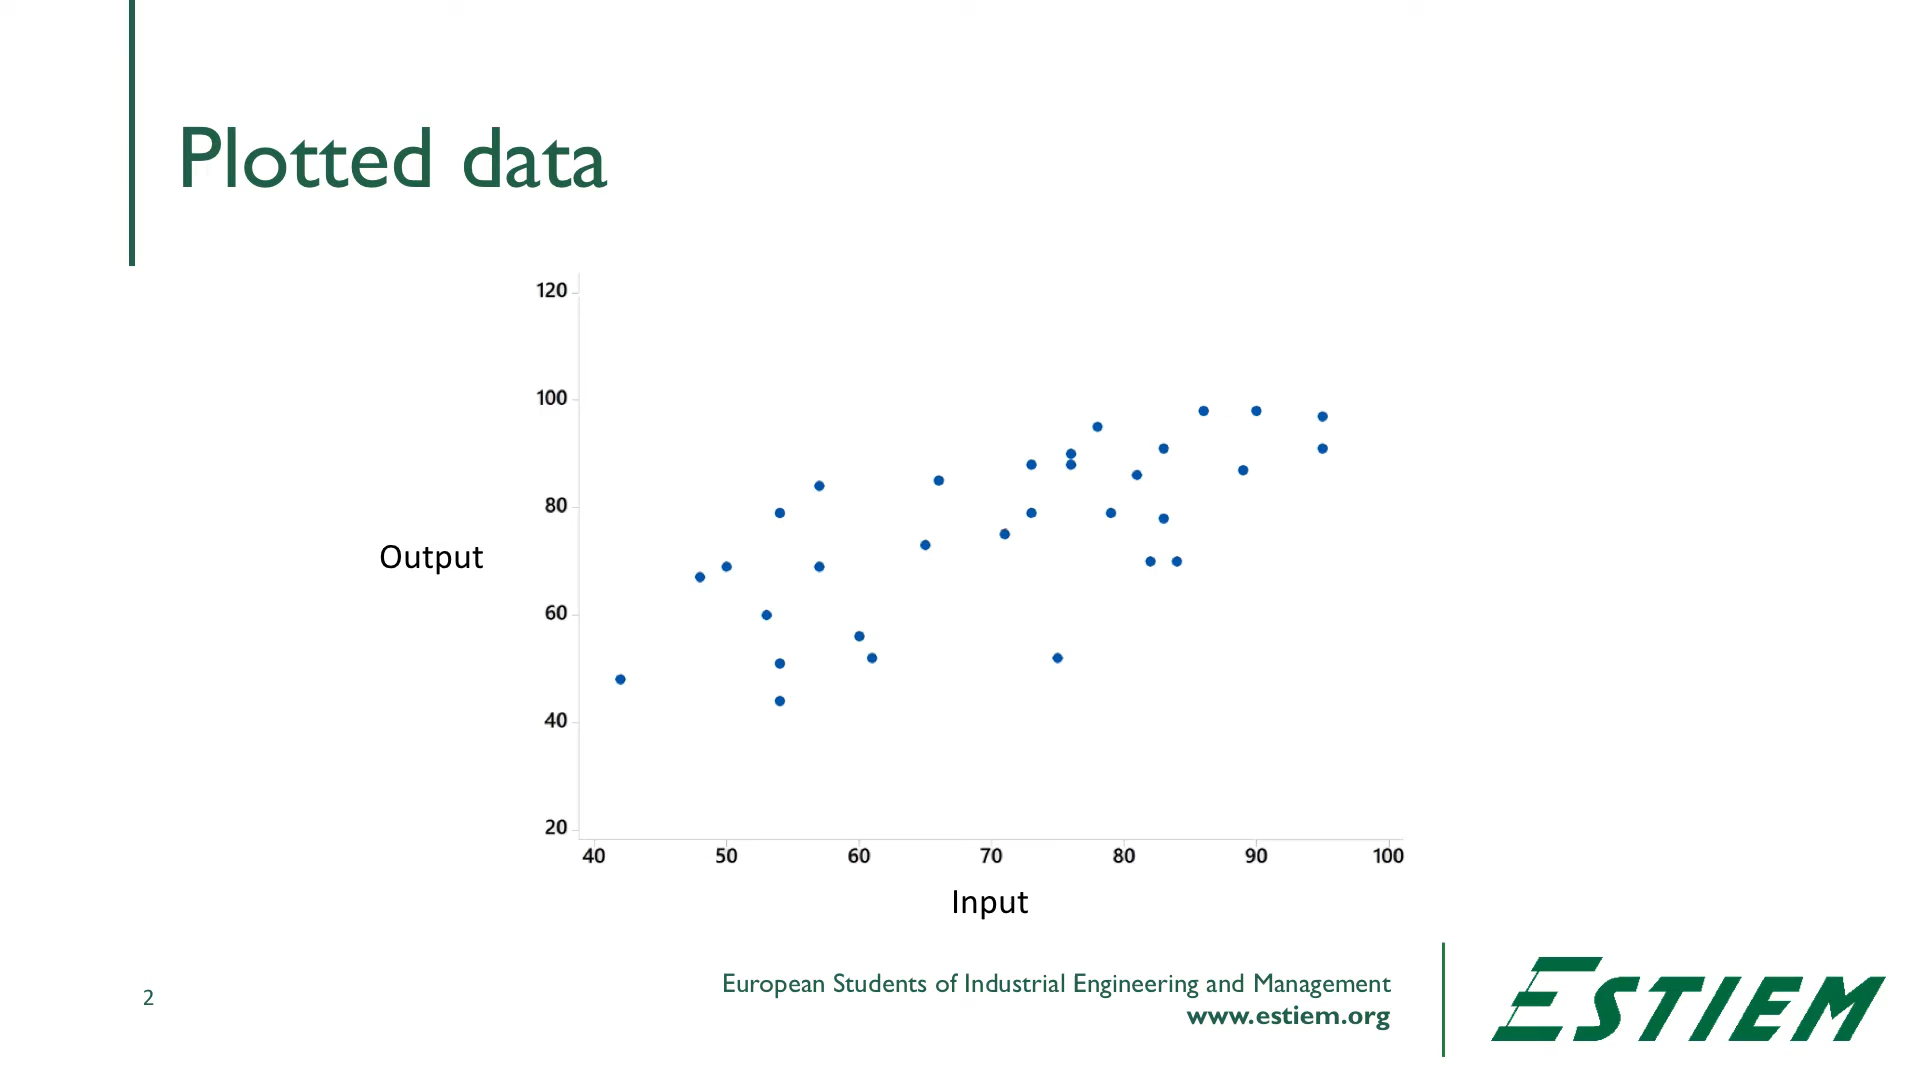 Plotted data
120
100
80
60
40
20
Output
40 50 60 70 80 90 100
Input
2
European Students of Industrial Engineering and Management
www.estiem.org
ESTIEM